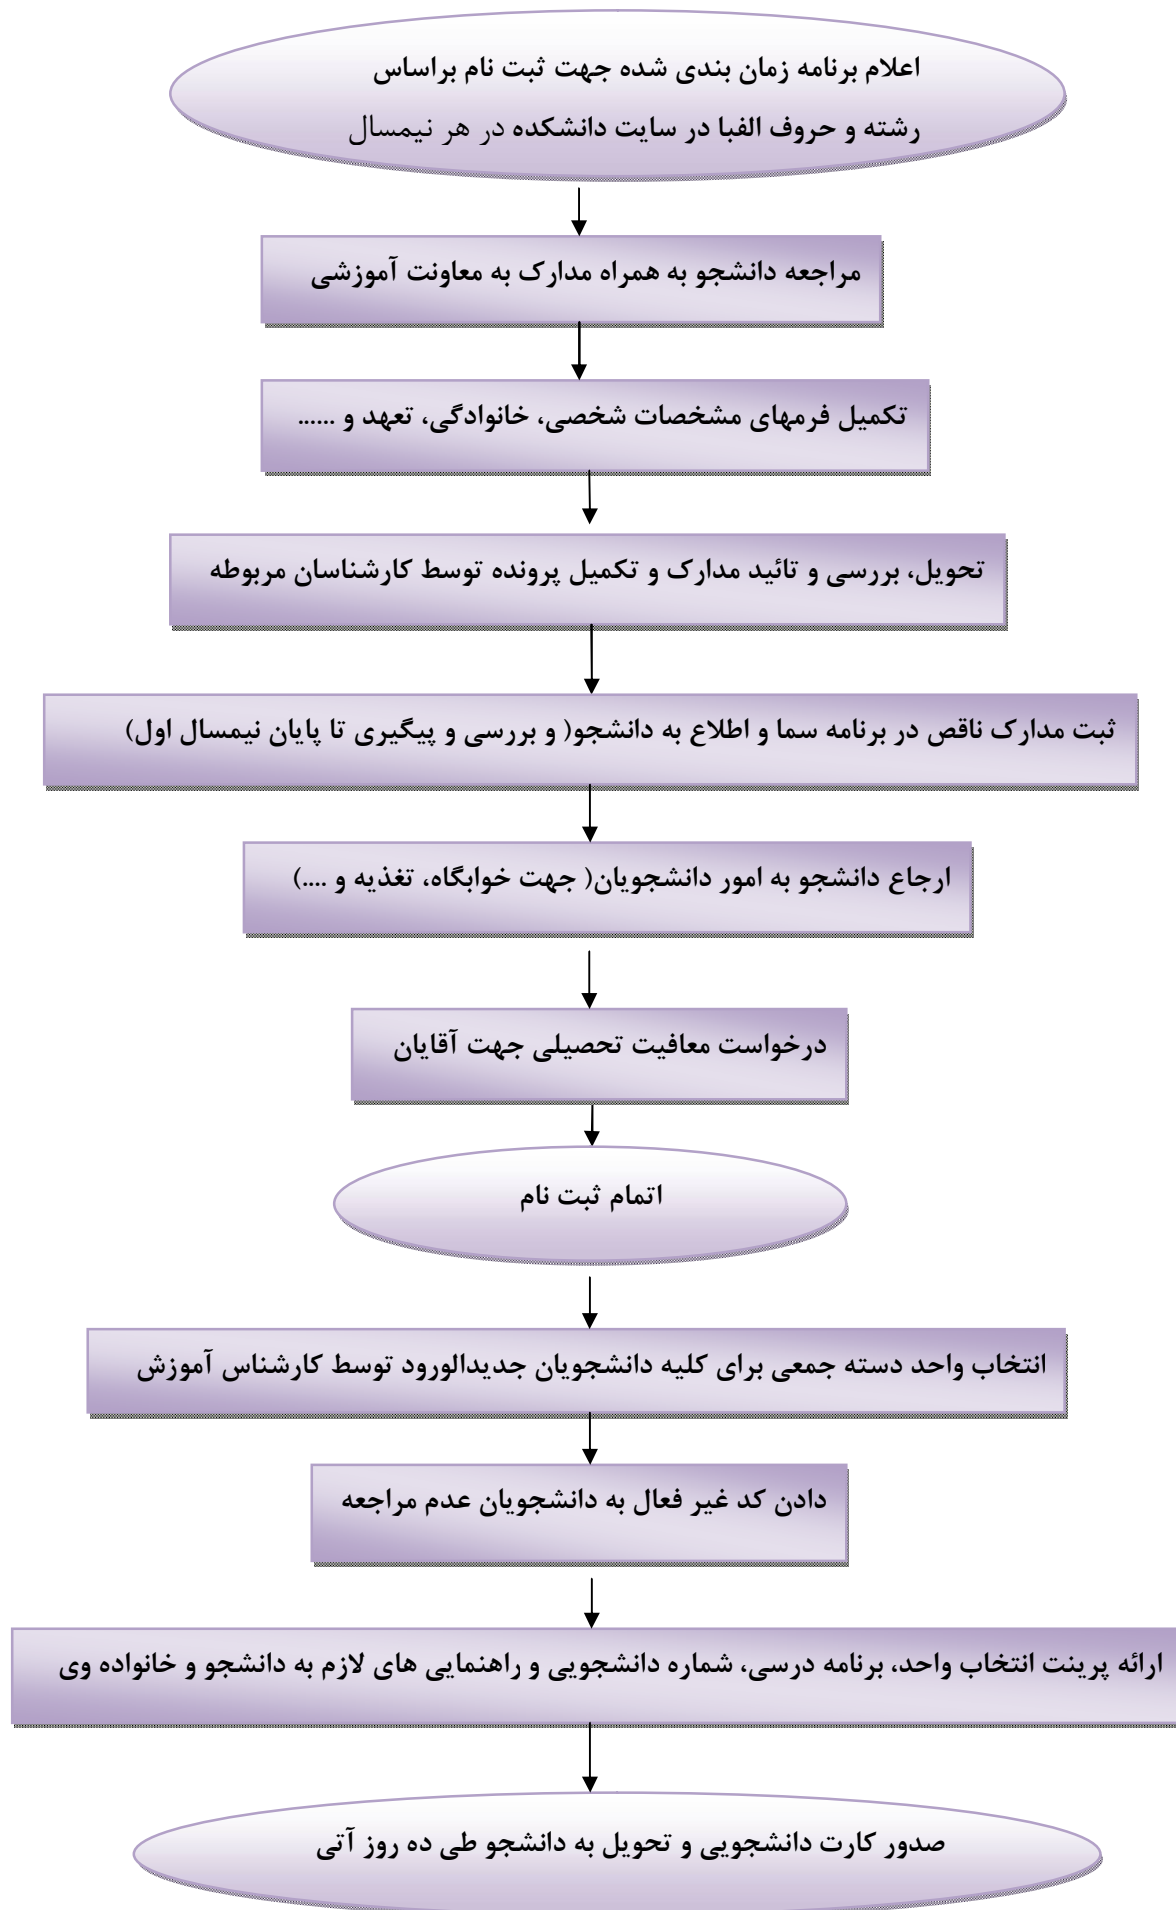 اعلام برنامه زمان بندی شده جهت ثبت نام براساس
رشته و حروف الفبا در سایت دانشکده در هر نیمسال
مراجعه دانشجو به همراه مدارک به معاونت آموزشی
تکمیل فرمهای مشخصات شخصی، خانوادگی، تعهد و ......
تحویل، بررسی و تائید مدارک و تکمیل پرونده توسط کارشناسان مربوطه
ثبت مدارک ناقص در برنامه سما و اطلاع به دانشجو( و بررسی و پیگیری تا پایان نیمسال اول)
ارجاع دانشجو به امور دانشجویان( جهت خوابگاه، تغذیه و ....)
درخواست معافیت تحصیلی جهت آقایان
اتمام ثبت نام
انتخاب واحد دسته جمعی برای کلیه دانشجویان جدیدالورود توسط کارشناس آموزش
دادن کد غیر فعال به دانشجویان عدم مراجعه
ارائه پرینت انتخاب واحد، برنامه درسی، شماره دانشجویی و راهنمایی های لازم به دانشجو و خانواده وی
صدور کارت دانشجویی و تحویل به دانشجو طی ده روز آتی